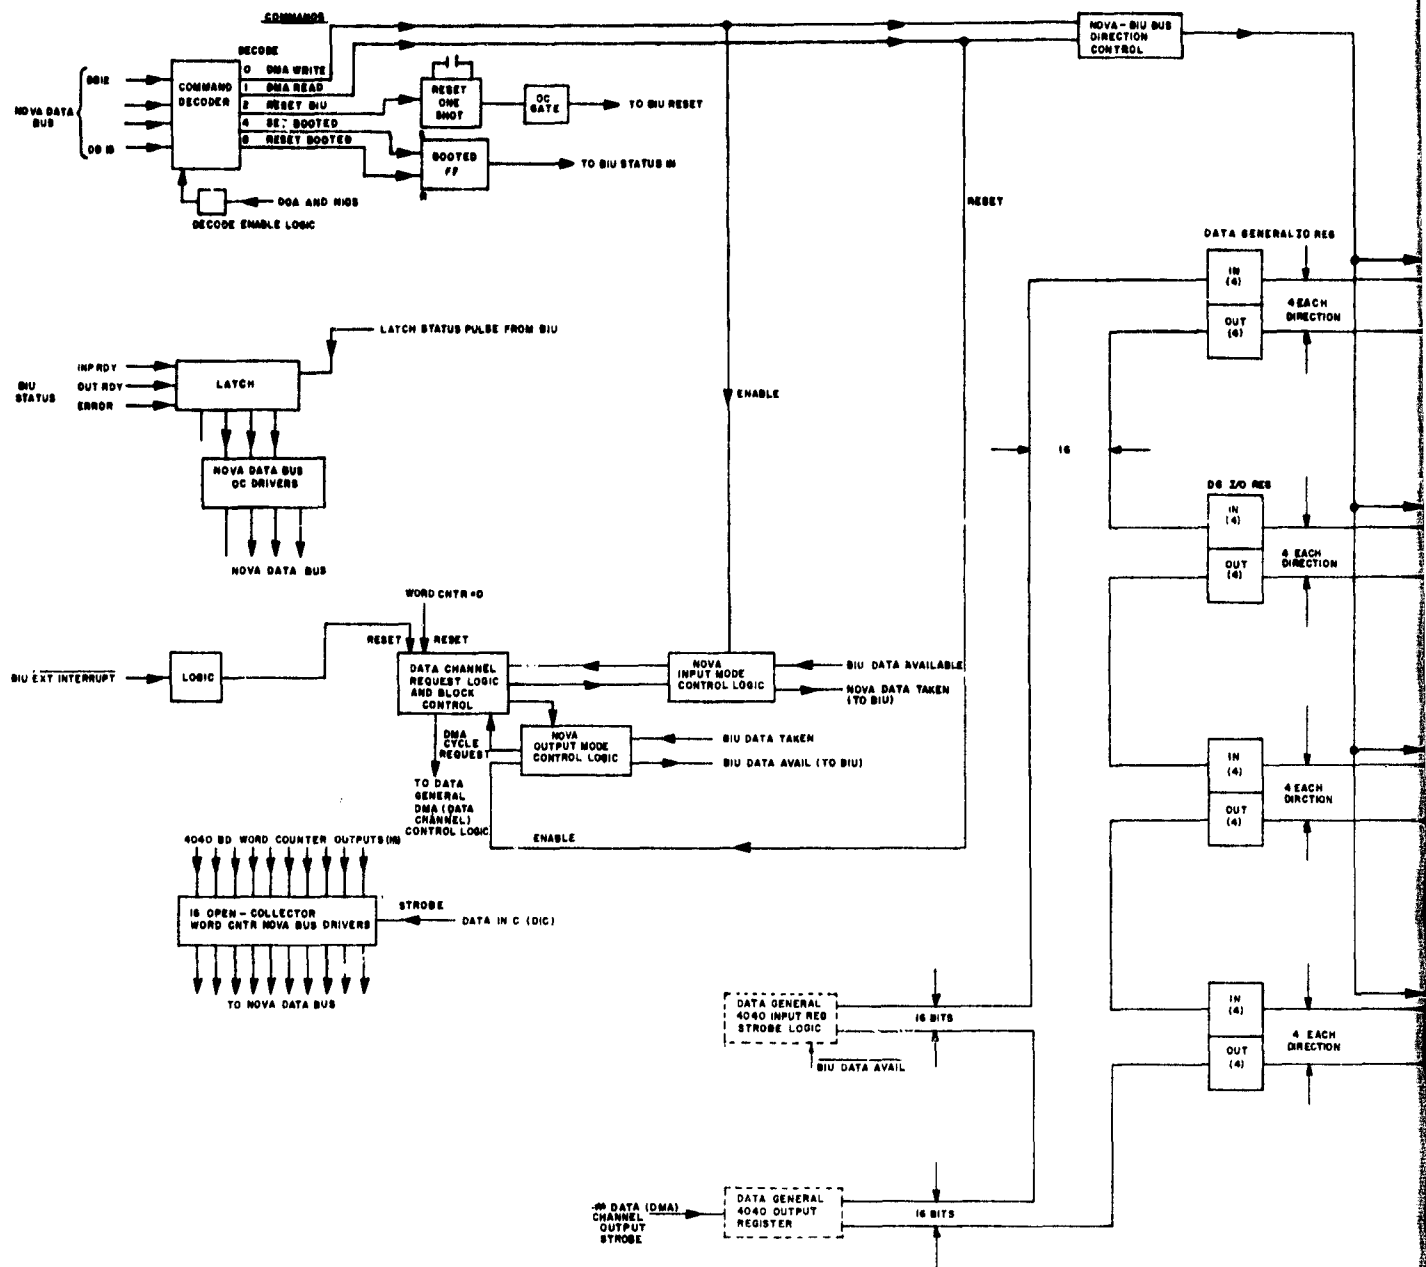 COMMANDS
DECODE
NOVA DATA
BUS
DB12
DB 15
COMMAND
DECODER
0 DMA WRITE
1 DMA READ
2 RESET BIU
4 SET BOOTED
RESET BOOTED
RESET
ONE
SHOT
OC
GATE
TO BIU RESET
BOOTED
FF
TO BIU STATUS IN
DOA AND NIOS
DECODE ENABLE LOGIC
NOVA-BIU BUS
DIRECTION
CONTROL
RESET
ENABLE
BIU
STATUS
INP RDY
OUT RDY
ERROR
LATCH
LATCH STATUS PULSE FROM BIU
NOVA DATA BUS
OC DRIVERS
NOVA DATA BUS
DATA GENERAL IO REG
IN
(4)
OUT
(4)
4 EACH
DIRECTION
16
DG I/O REG
IN
(4)
OUT
(4)
4 EACH
DIRECTION
WORD CNTR =0
RESET
RESET
BIU EXT INTERRUPT
LOGIC
DATA CHANNEL
REQUEST LOGIC
AND BLOCK
CONTROL
NOVA
INPUT MODE
CONTROL LOGIC
BIU DATA AVAILABLE
NOVA DATA TAKEN
(TO BIU)
DMA
CYCLE
REQUEST
NOVA
OUTPUT MODE
CONTROL LOGIC
BIU DATA TAKEN
BIU DATA AVAIL (TO BIU)
TO DATA
GENERAL
DMA (DATA
CHANNEL)
CONTROL LOGIC
ENABLE
IN
(4)
OUT
(4)
4 EACH
DIRCTION
4040 BD WORD COUNTER OUTPUTS (16)
16 OPEN-COLLECTOR
WORD CNTR NOVA BUS DRIVERS
STROBE
DATA IN C (DIC)
TO NOVA DATA BUS
DATA GENERAL
4040 INPUT REG
STROBE LOGIC
16 BITS
BIU DATA AVAIL
IN
(4)
OUT
(4)
4 EACH
DIRECTION
DATA (DMA)
CHANNEL
OUTPUT
STROBE
DATA GENERAL
4040 OUTPUT
REGISTER
16 BITS